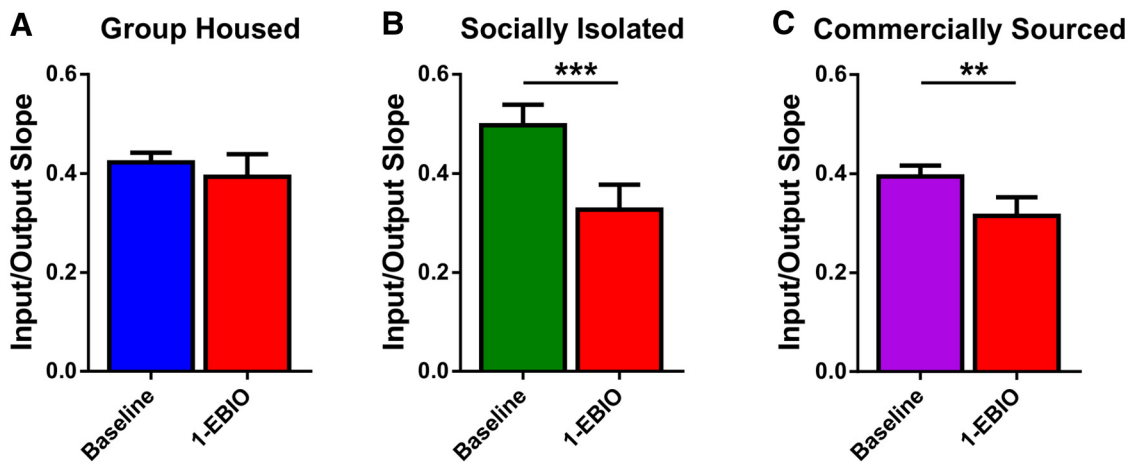 A
Group Housed
Input/Output Slope
0.6
0.4
0.2
0.0
Baseline
1-EBIO
B
Socially Isolated
***
Input/Output Slope
0.6
0.4
0.2
0.0
Baseline
1-EBIO
C
Commercially Sourced
**
Input/Output Slope
0.6
0.4
0.2
0.0
Baseline
1-EBIO